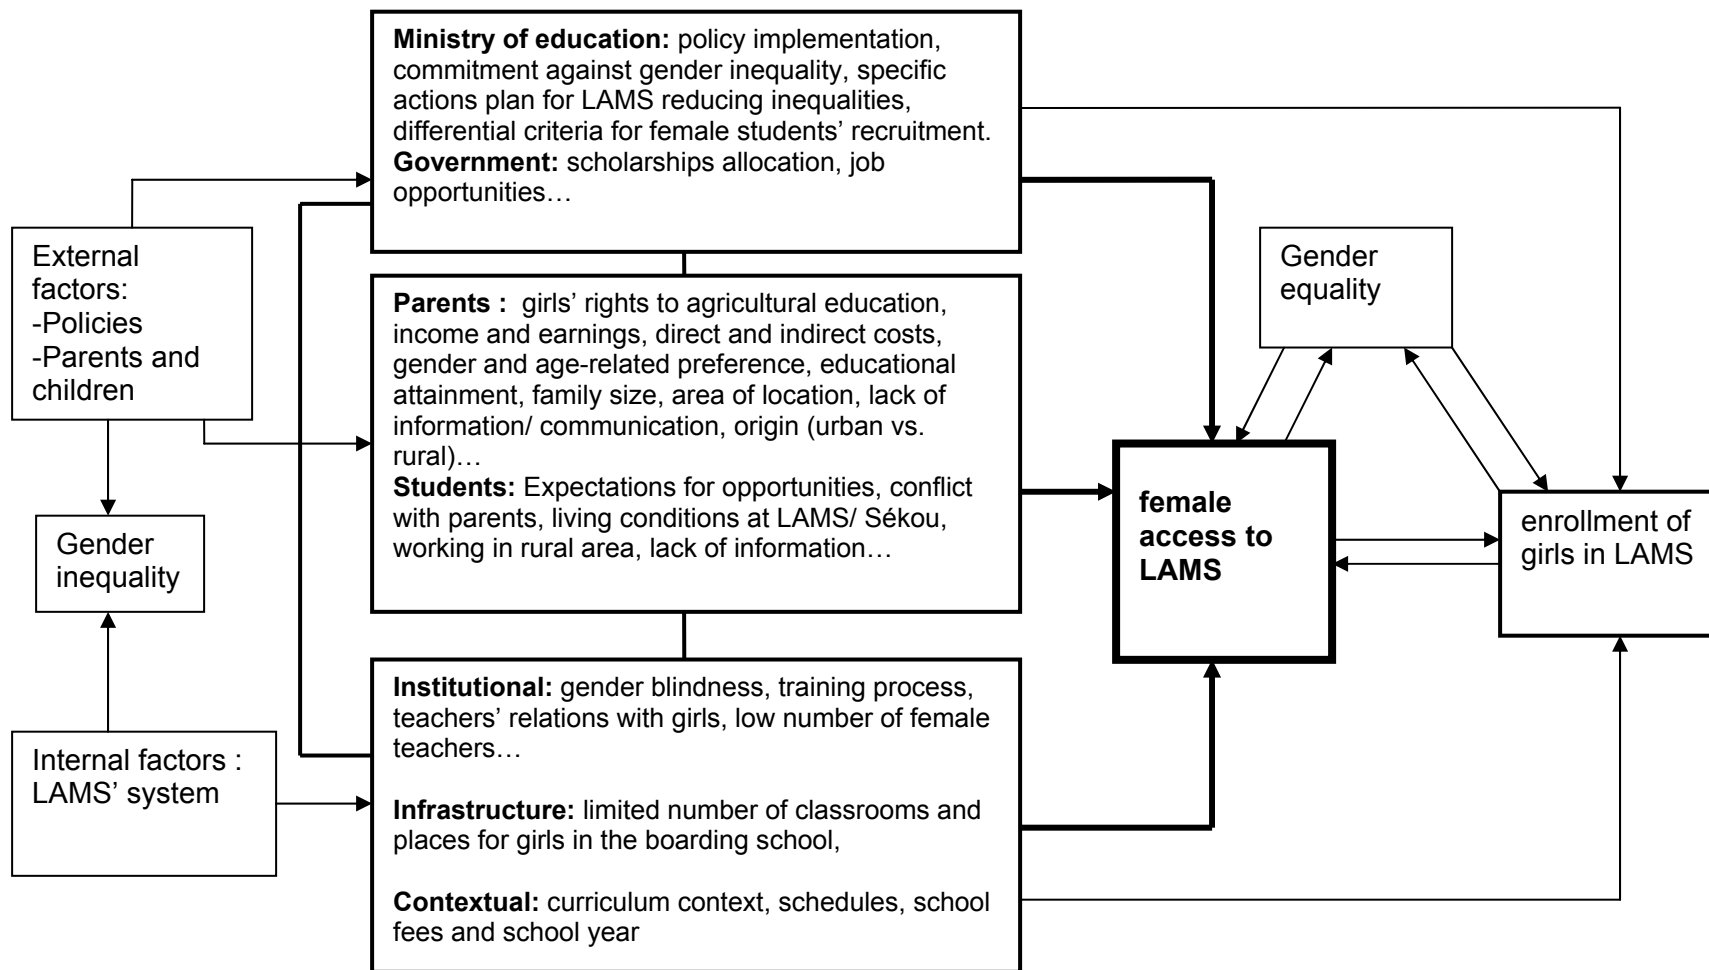 Ministry of education: policy implementation,
commitment against gender inequality, specific
actions plan for LAMS reducing inequalities,
differential criteria for female students’ recruitment.
Government: scholarships allocation, job
opportunities…
External
factors:
-Policies
-Parents and
children
Gender
equality
Parents :  girls’ rights to agricultural education,
income and earnings, direct and indirect costs,
gender and age-related preference, educational
attainment, family size, area of location, lack of
information/ communication, origin (urban vs.
rural)…
Students: Expectations for opportunities, conflict
with parents, living conditions at LAMS/ Sékou,
working in rural area, lack of information…
female
access to
LAMS
enrollment of
girls in LAMS
Gender
inequality
Institutional: gender blindness, training process,
teachers’ relations with girls, low number of female
teachers…
Infrastructure: limited number of classrooms and
places for girls in the boarding school,
Contextual: curriculum context, schedules, school
fees and school year
Internal factors :
LAMS’ system